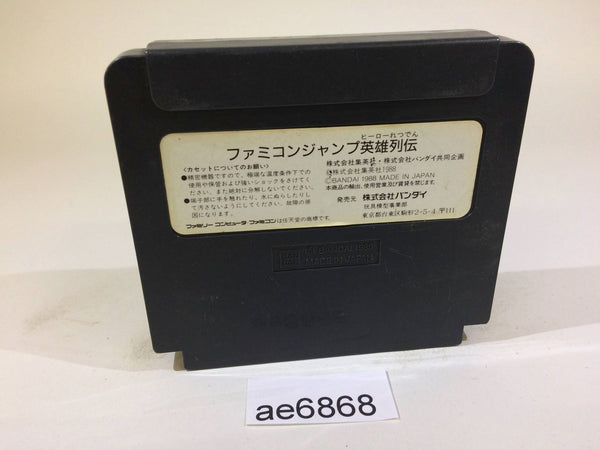 ヒーローれつでん
ファミコンジャンプ英雄列伝
〈カセットについてのお願い〉
●精密機器ですので、極端な温度条件下での
使用や保管および強いショックをさけてく
ださい。また絶対に分解しないでください。
●端子部に手を触れたり、水にぬらしたりし
て汚さないようにしてください。故障の原
因になります。
ファミリー コンピュータ・ファミコンは任天堂の商標です。
株式会社集英社・株式会社バンダイ共同企画
©株式会社集英社1988
©BANDAI 1988 MADE IN JAPAN
本商品の輸出、使用営業及び賃貸を禁じます。
発売元 株式会社バンダイ
玩具模型事業部
東京都台東区駒形2-5-4 〒111
MADE IN JAPAN
ae6868